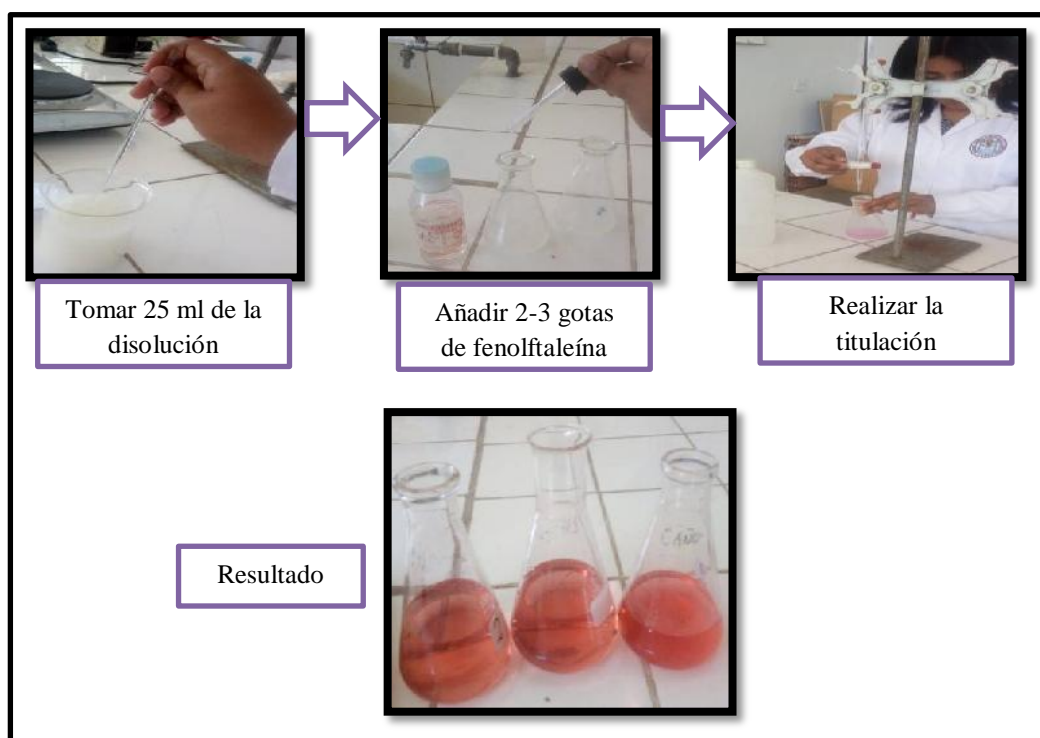 Tomar 25 ml de la
disolución
Añadir 2-3 gotas
de fenolftaleína
Realizar la
titulación
Resultado